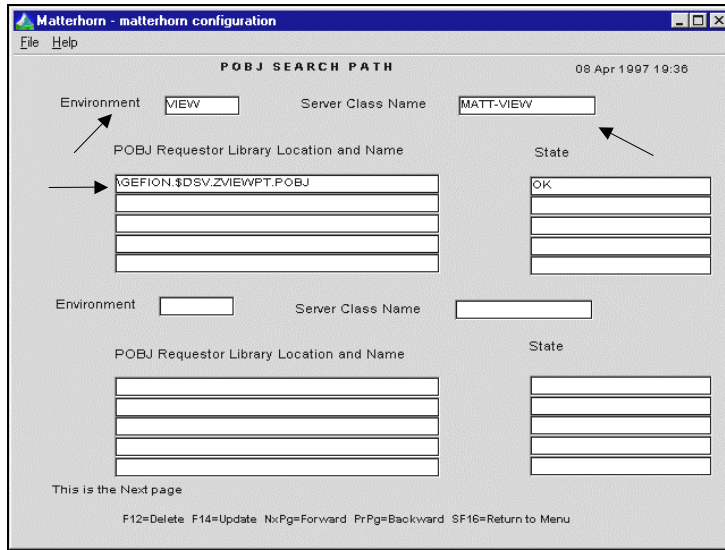 Matterhorn - matterhorn configuration
File Help
POBJ SEARCH PATH 08 Apr 1997 19:36
Environment VIEW Server Class Name MATT-VIEW
POBJ Requestor Library Location and Name State
\GEFION.$DSV.ZVIEWPT.POBJ OK
Environment Server Class Name
POBJ Requestor Library Location and Name State
This is the Next page
F12=Delete F14=Update NxPg=Forward PrPg=Backward SF16=Return to Menu